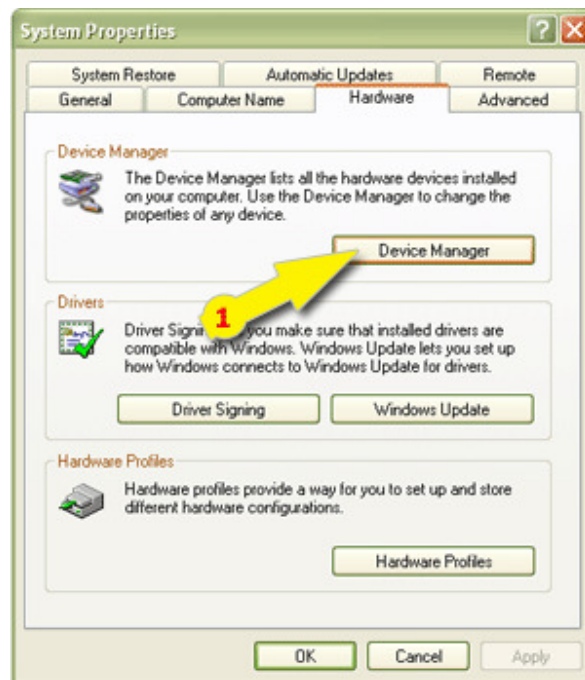 System Properties
System Restore Automatic Updates Remote
General Computer Name Hardware Advanced
Device Manager
The Device Manager lists all the hardware devices installed
on your computer. Use the Device Manager to change the
properties of any device.
Device Manager
1
Drivers
Driver Signin you make sure that installed drivers are
compatible with Windows. Windows Update lets you set up
how Windows connects to Windows Update for drivers.
Driver Signing Windows Update
Hardware Profiles
Hardware profiles provide a way for you to set up and store
different hardware configurations.
Hardware Profiles
OK Cancel Apply